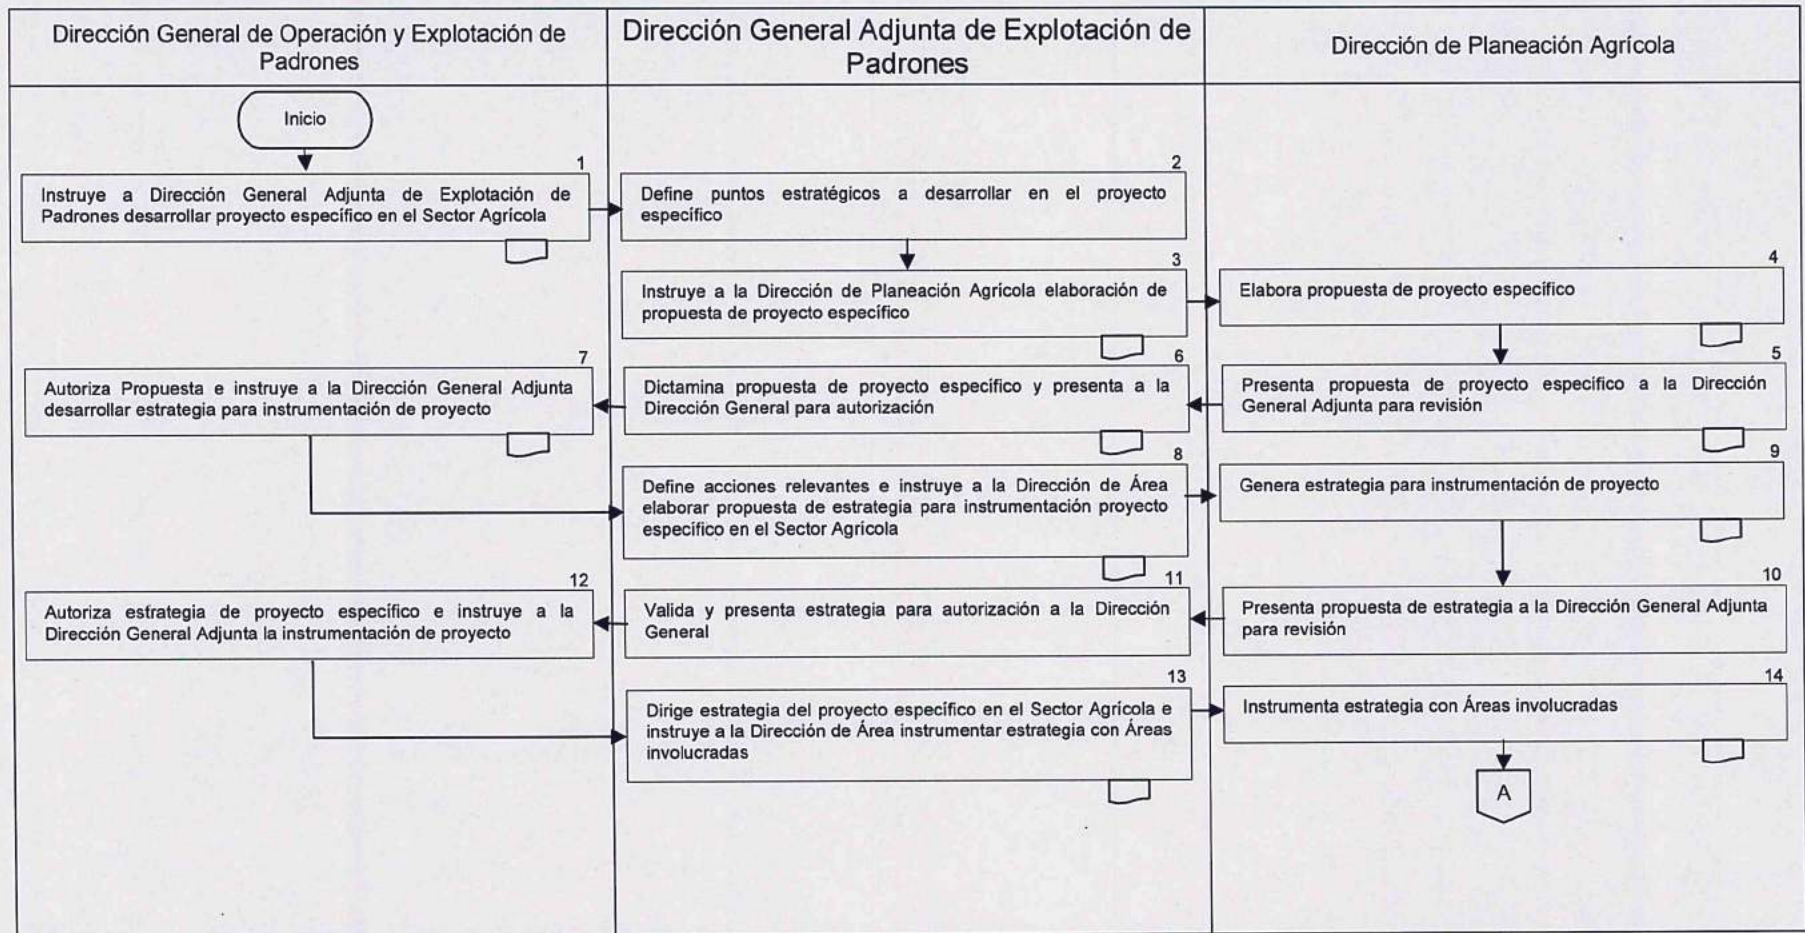 Dirección General de Operación y Explotación de
Padrones
Dirección General Adjunta de Explotación de
Padrones
Dirección de Planeación Agrícola
Inicio
1
Instruye a Dirección General Adjunta de Explotación de
Padrones desarrollar proyecto específico en el Sector Agrícola
2
Define puntos estratégicos a desarrollar en el proyecto
específico
3
Instruye a la Dirección de Planeación Agrícola elaboración de
propuesta de proyecto específico
4
Elabora propuesta de proyecto específico
5
Presenta propuesta de proyecto específico a la Dirección
General Adjunta para revisión
6
Dictamina propuesta de proyecto específico y presenta a la
Dirección General para autorización
7
Autoriza Propuesta e instruye a la Dirección General Adjunta
desarrollar estrategia para instrumentación de proyecto
8
Define acciones relevantes e instruye a la Dirección de Área
elaborar propuesta de estrategia para instrumentación proyecto
específico en el Sector Agrícola
9
Genera estrategia para instrumentación de proyecto
10
Presenta propuesta de estrategia a la Dirección General Adjunta
para revisión
11
Valida y presenta estrategia para autorización a la Dirección
General
12
Autoriza estrategia de proyecto específico e instruye a la
Dirección General Adjunta la instrumentación de proyecto
13
Dirige estrategia del proyecto específico en el Sector Agrícola e
instruye a la Dirección de Área instrumentar estrategia con Áreas
involucradas
14
Instrumenta estrategia con Áreas involucradas
A